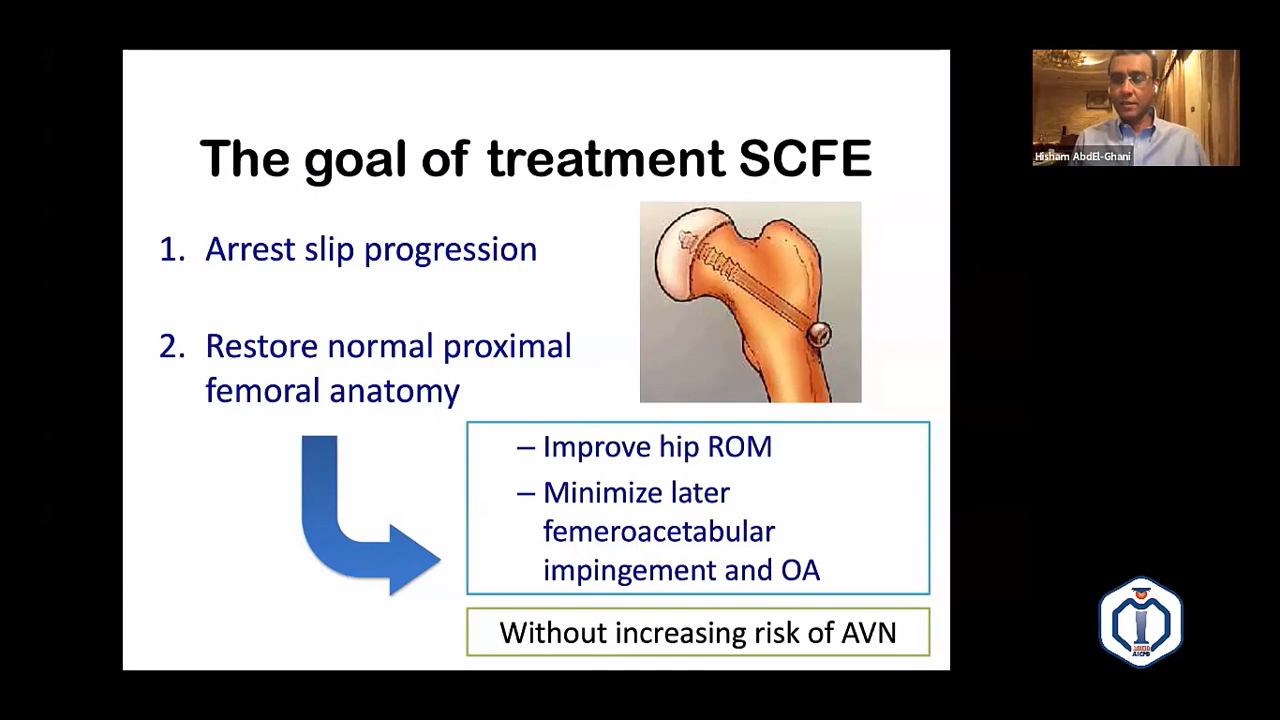 The goal of treatment SCFE
1. Arrest slip progression
2. Restore normal proximal
femoral anatomy
– Improve hip ROM
– Minimize later
femeroacetabular
impingement and OA
Without increasing risk of AVN
Hisham AbdEl-Ghani
AICPD